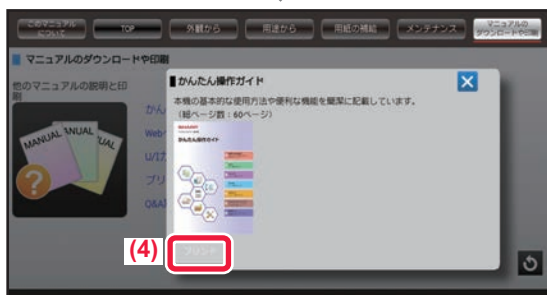 このマニュアル
について
TOP
外観から
用途から
用紙の補給
メンテナンス
マニュアルの
ダウンロードや印刷
マニュアルのダウンロードや印刷
他のマニュアルの説明と印
刷
MANUAL MANUAL
かんたん操作ガイド
本機の基本的な使用方法や便利な機能を簡潔に記載しています。
(総ページ数:60ページ)
かんたん操作ガイド
かん
Web
プリ
Q&A
(4)
プリント